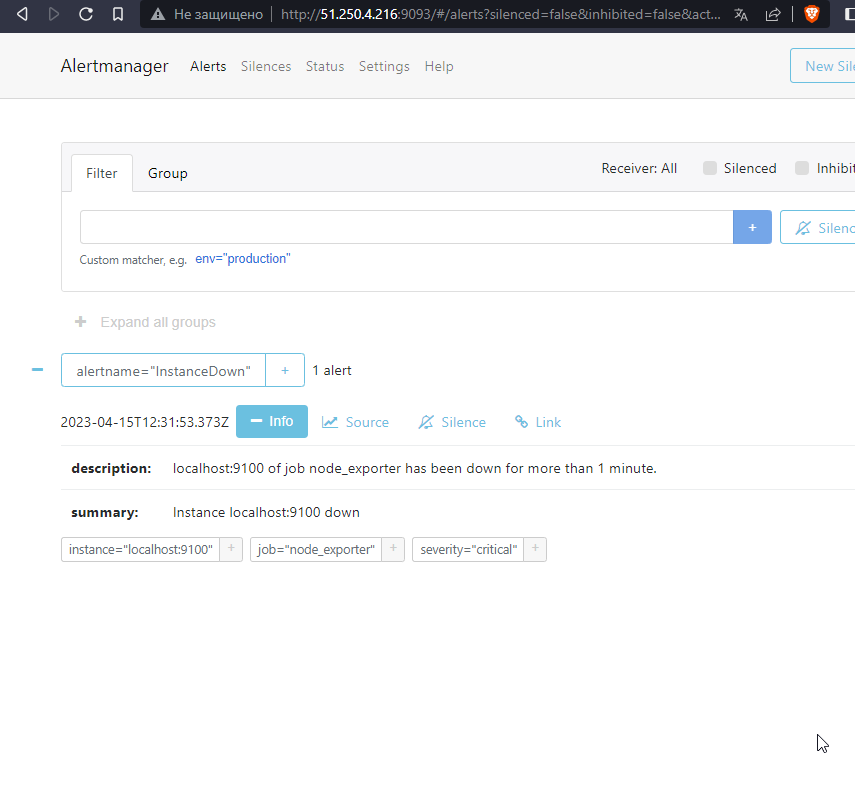 Не защищено http://51.250.4.216:9093/#/alerts?silenced=false&inhibited=false&act...
Alertmanager Alerts Silences Status Settings Help New Sil
Filter Group Receiver: All Silenced Inhibit
+ Silenc
Custom matcher, e.g. env="production"
+ Expand all groups
alertname="InstanceDown" + 1 alert
2023-04-15T12:31:53.373Z Info Source Silence Link
description: localhost:9100 of job node_exporter has been down for more than 1 minute.
summary: Instance localhost:9100 down
instance="localhost:9100" + job="node_exporter" + severity="critical" +